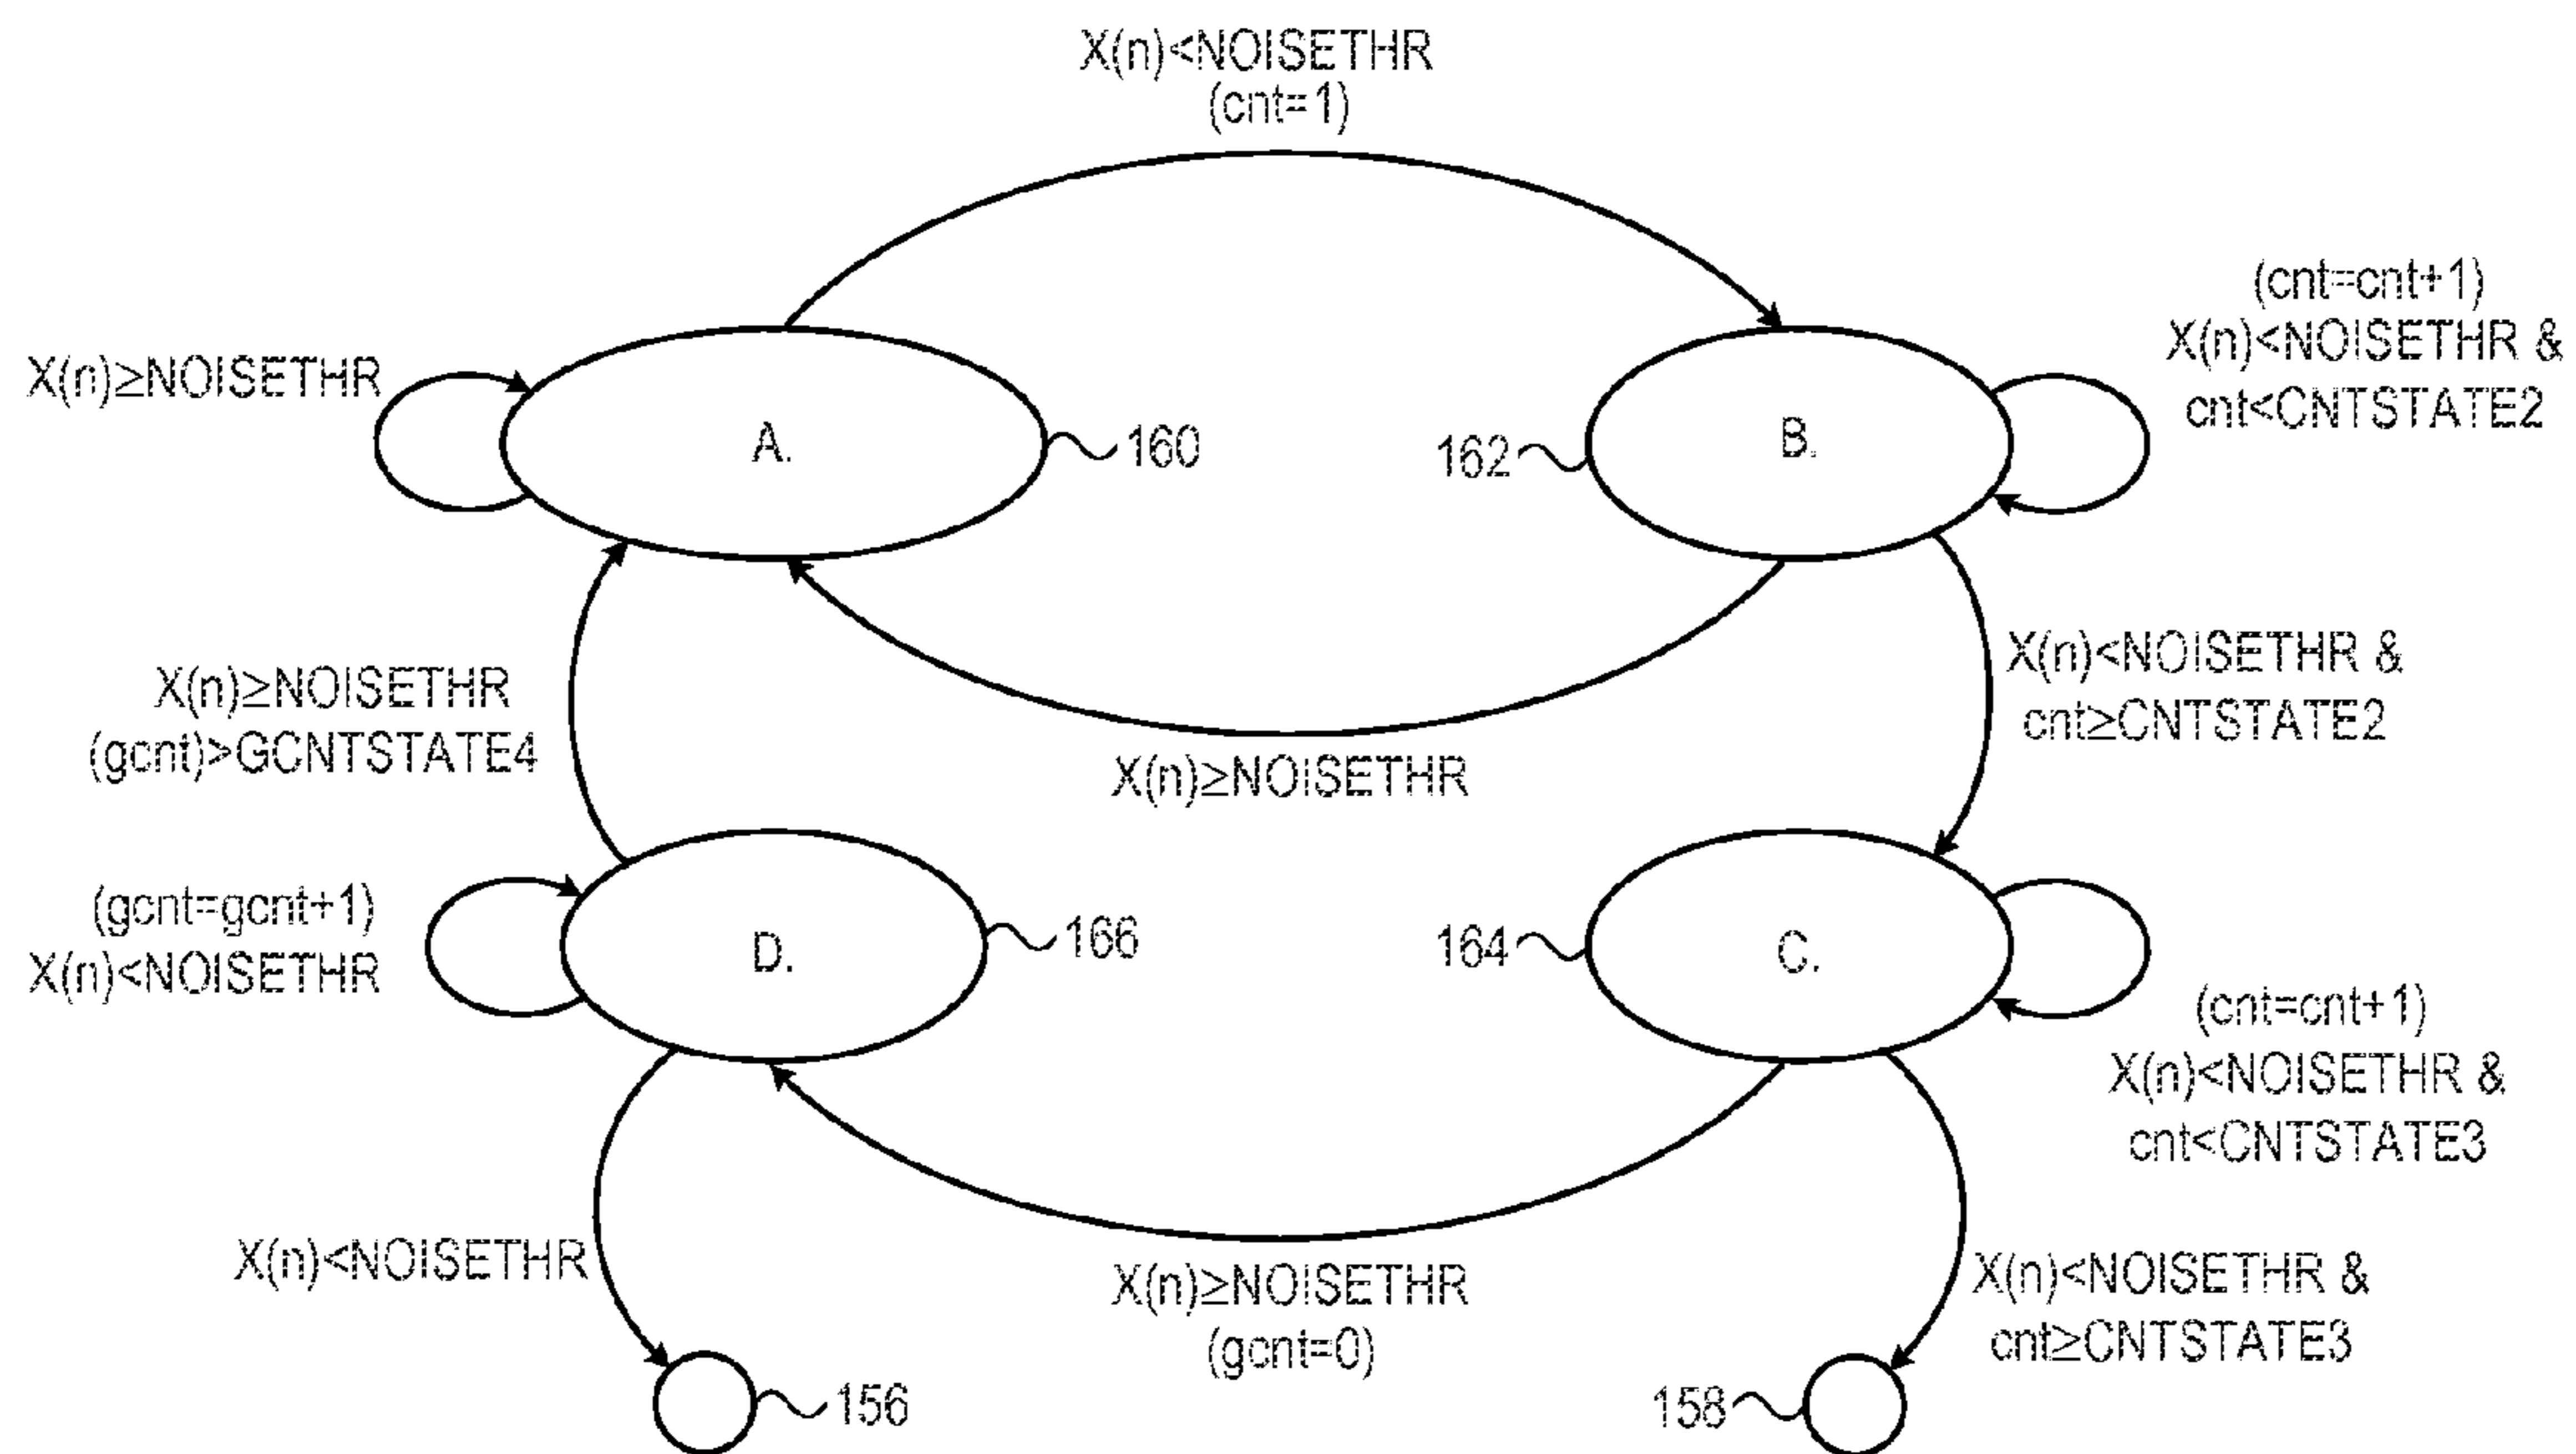 X(n)<NOISETHR
(cnt=1)
(cnt=cnt+1)
X(n)<NOISETHR &
cnt<CNTSTATE2
X(n)≥NOISETHR
A.
160
162
B.
X(n)<NOISETHR &
cnt≥CNTSTATE2
X(n)≥NOISETHR
(gcnt)>GCNTSTATE4
X(n)≥NOISETHR
(gcnt=gcnt+1)
X(n)<NOISETHR
D.
166
164
C.
(cnt=cnt+1)
X(n)<NOISETHR &
cnt<CNTSTATE3
X(n)<NOISETHR
X(n)≥NOISETHR
(gcnt=0)
X(n)<NOISETHR &
cnt≥CNTSTATE3
156
158